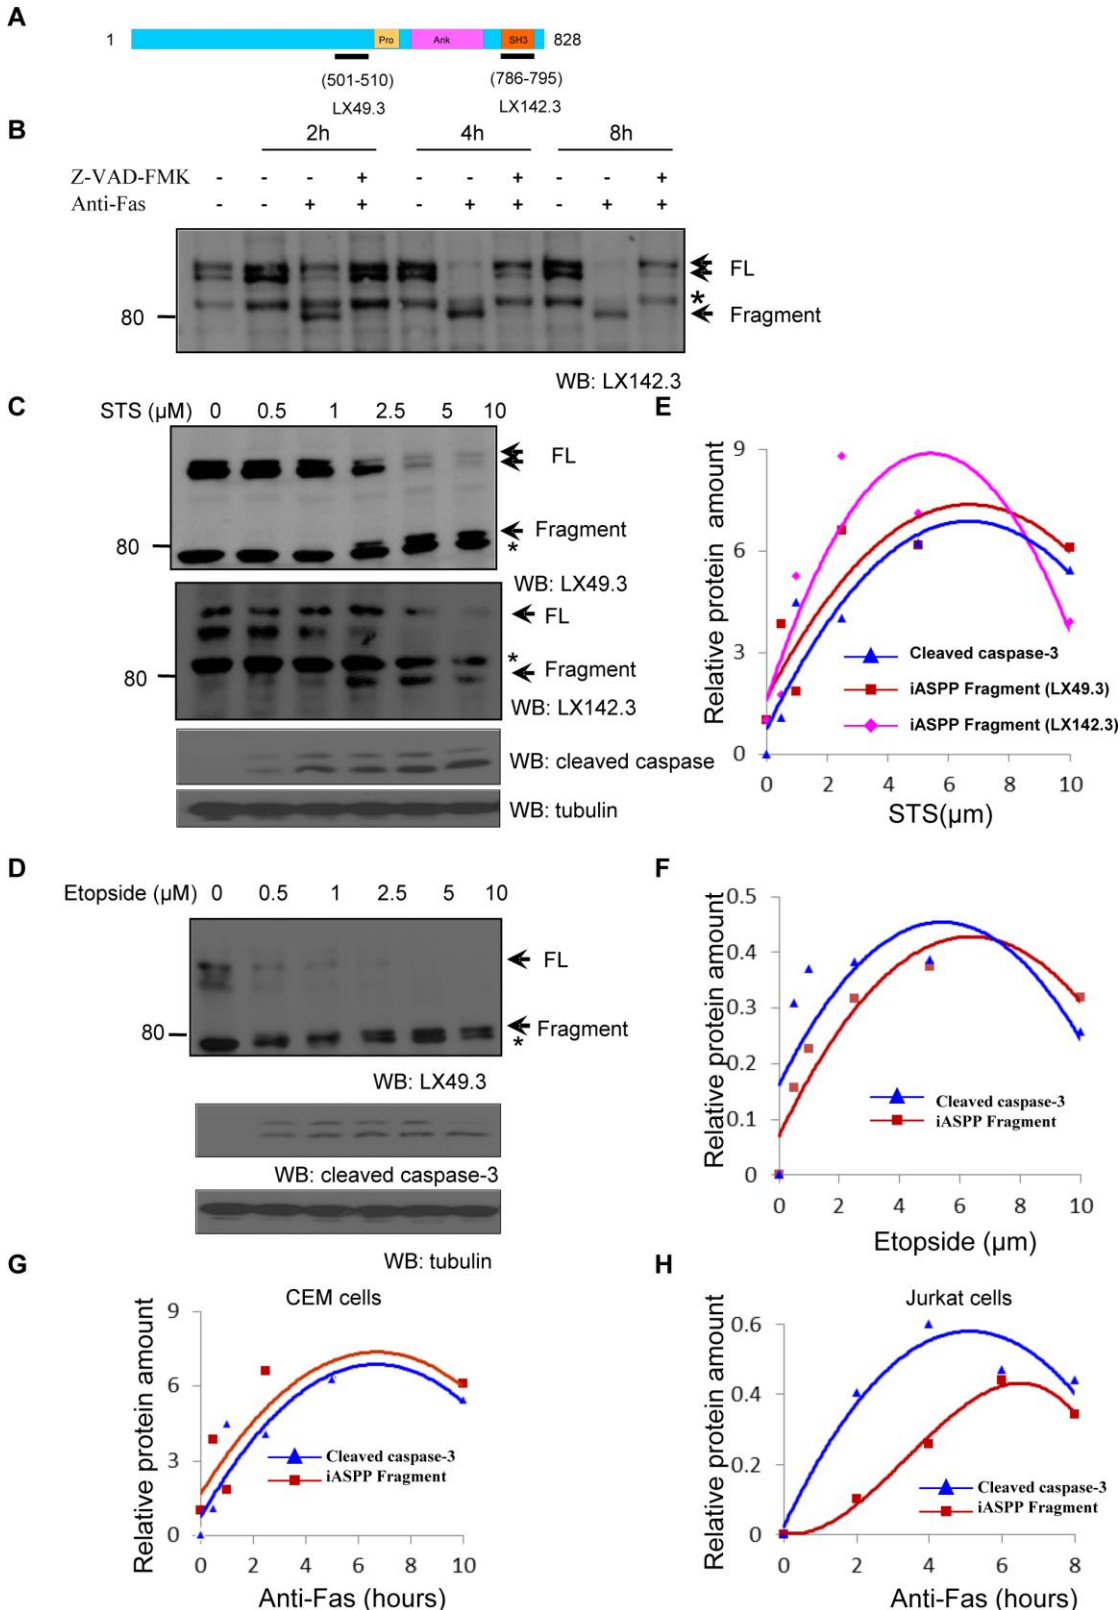 A
1 Pro Ank SH3 828
(501-510) (786-795)
LX49.3 LX142.3
B
2h 4h 8h
Z-VAD-FMK - - - + - - + - - +
Anti-Fas - - + + - + + - + +
FL
*
80 Fragment
WB: LX142.3
C
STS (µM) 0 0.5 1 2.5 5 10
FL
Fragment
80 *
WB: LX49.3
FL
*
80 Fragment
WB: LX142.3
WB: cleaved caspase
WB: tubulin
E
Relative protein amount
9
6
3
0
Cleaved caspase-3
iASPP Fragment (LX49.3)
iASPP Fragment (LX142.3)
0 2 4 6 8 10
STS(µm)
D
Etopside (µM) 0 0.5 1 2.5 5 10
FL
80 Fragment
*
WB: LX49.3
WB: cleaved caspase-3
WB: tubulin
F
Relative protein amount
0.5
0.4
0.3
0.2
0.1
0
Cleaved caspase-3
iASPP Fragment
0 2 4 6 8 10
Etopside (µm)
G
CEM cells
Relative protein amount
9
6
3
0
Cleaved caspase-3
iASPP Fragment
0 2 4 6 8 10
Anti-Fas (hours)
H
Jurkat cells
Relative protein amount
0.6
0.4
0.2
0
Cleaved caspase-3
iASPP Fragment
0 2 4 6 8
Anti-Fas (hours)